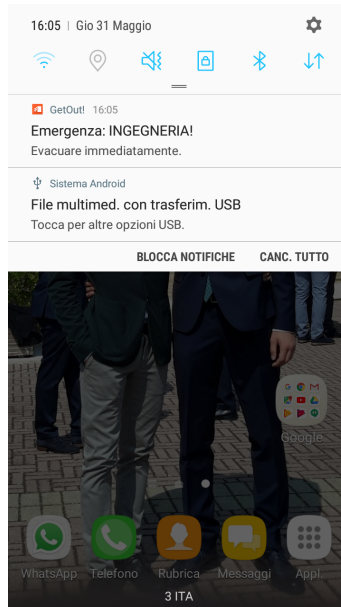 16:05 | Gio 31 Maggio
GetOut! 16:05
Emergenza: INGEGNERIA!
Evacuare immediatamente.
Sistema Android
File multimed. con trasferim. USB
Tocca per altre opzioni USB.
BLOCCA NOTIFICHE CANC. TUTTO
Google
WhatsApp Telefono Rubrica Messaggi Appl.
3 ITA